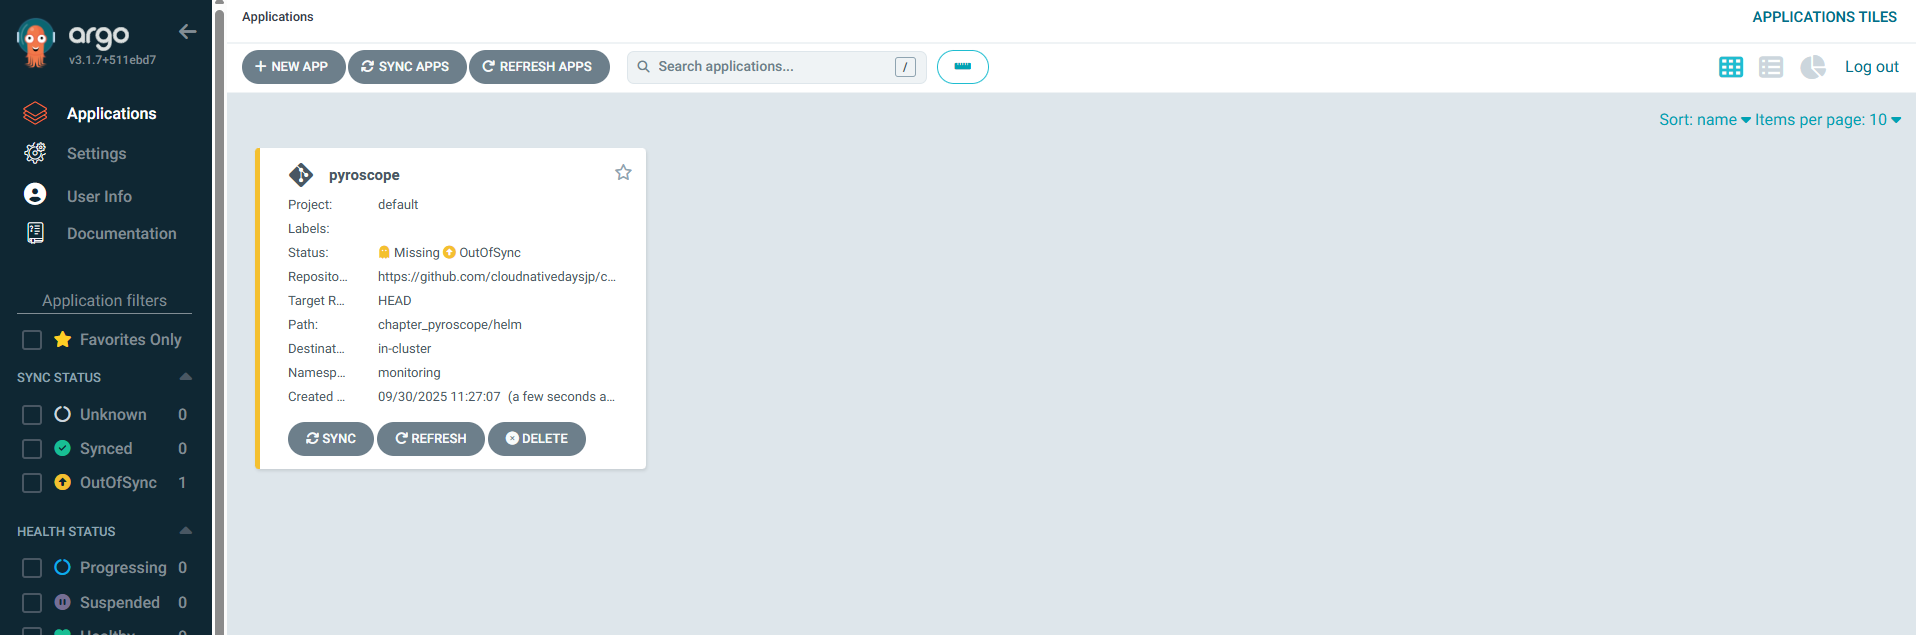 argo
v3.1.7+511ebd7
Applications
Settings
User Info
Documentation
Application filters
Favorites Only
SYNC STATUS
Unknown 0
Synced 0
OutOfSync 1
HEALTH STATUS
Progressing 0
Suspended 0
Applications
APPLICATIONS TILES
NEW APP SYNC APPS REFRESH APPS Search applications... / Log out
Sort: name Items per page: 10
pyroscope
Project: default
Labels:
Status: Missing OutOfSync
Reposito... https://github.com/cloudnativedaysjp/c...
Target R... HEAD
Path: chapter_pyroscope/helm
Destinat... in-cluster
Namesp... monitoring
Created ... 09/30/2025 11:27:07 (a few seconds a...
SYNC REFRESH DELETE